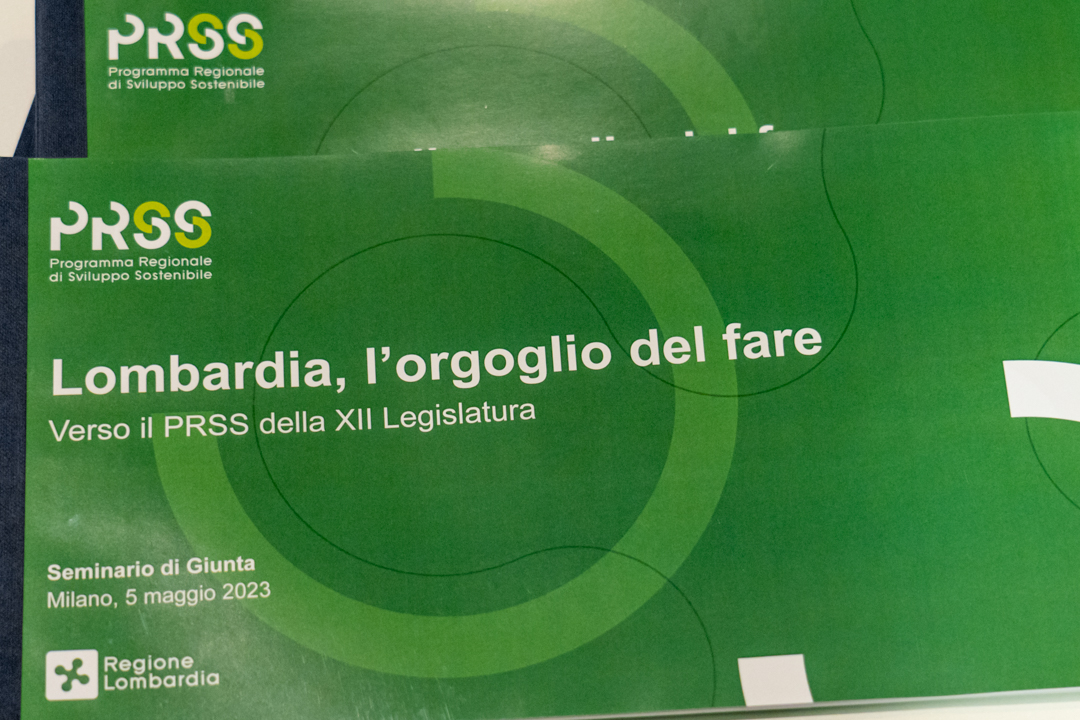 PRSS
Programma Regionale
di Sviluppo Sostenibile
PRSS
Programma Regionale
di Sviluppo Sostenibile
Lombardia, l’orgoglio del fare
Verso il PRSS della XII Legislatura
Seminario di Giunta
Milano, 5 maggio 2023
Regione
Lombardia